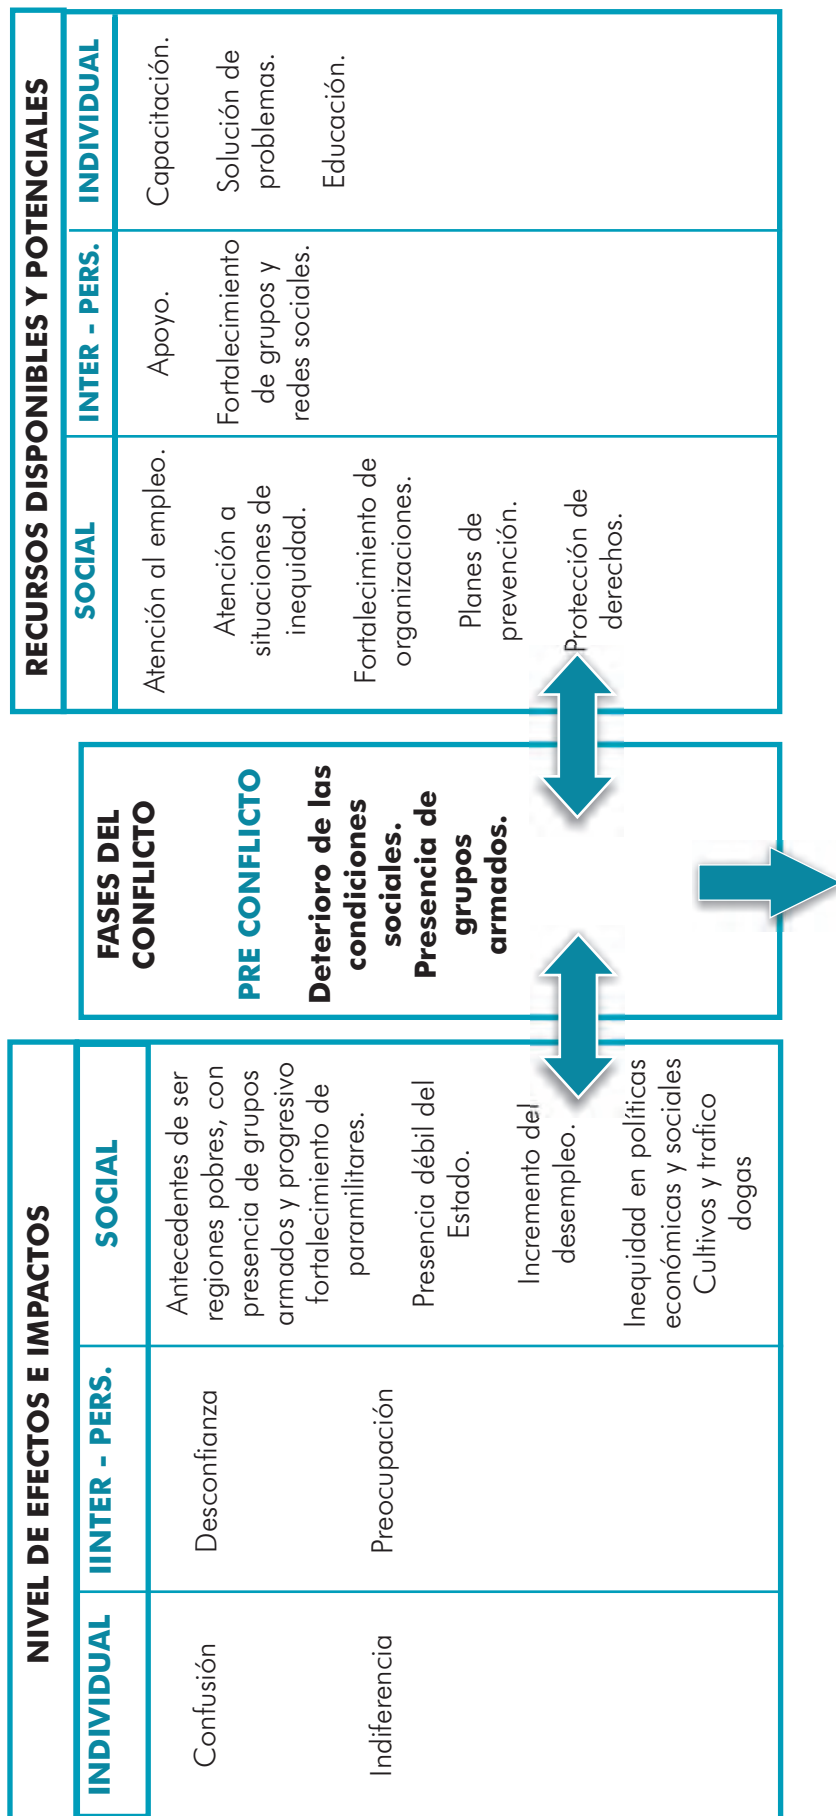 NIVEL DE EFECTOS E IMPACTOS
INDIVIDUAL
Confusión
Indiferencia
IINTER - PERS.
Desconfianza
Preocupación
SOCIAL
Antecedentes de ser
regiones pobres, con
presencia de grupos
armados y progresivo
fortalecimiento de
paramilitares.
Presencia débil del
Estado.
Incremento del
desempleo.
Inequidad en políticas
económicas y sociales
Cultivos y trafico
dogas
FASES DEL
CONFLICTO
PRE CONFLICTO
Deterioro de las
condiciones
sociales.
Presencia de
grupos
armados.
RECURSOS DISPONIBLES Y POTENCIALES
SOCIAL
Atención al empleo.
Atención a
situaciones de
inequidad.
Fortalecimiento de
organizaciones.
Planes de
prevención.
Protección de
derechos.
INTER - PERS.
Apoyo.
Fortalecimiento
de grupos y
redes sociales.
INDIVIDUAL
Capacitación.
Solución de
problemas.
Educación.